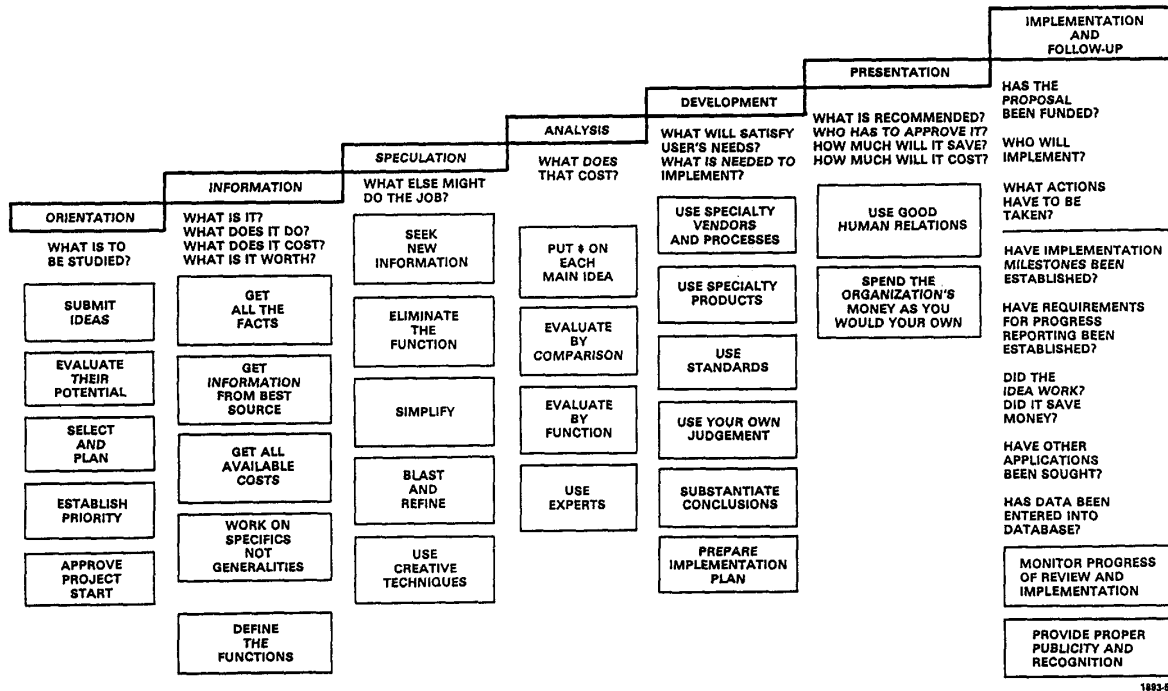 ORIENTATION
WHAT IS TO
BE STUDIED?
SUBMIT
IDEAS
EVALUATE
THEIR
POTENTIAL
SELECT
AND
PLAN
ESTABLISH
PRIORITY
APPROVE
PROJECT
START
INFORMATION
WHAT IS IT?
WHAT DOES IT DO?
WHAT DOES IT COST?
WHAT IS IT WORTH?
GET
ALL THE
FACTS
GET
INFORMATION
FROM BEST
SOURCE
GET ALL
AVAILABLE
COSTS
WORK ON
SPECIFICS
NOT
GENERALITIES
DEFINE
THE
FUNCTIONS
SPECULATION
WHAT ELSE MIGHT
DO THE JOB?
SEEK
NEW
INFORMATION
ELIMINATE
THE
FUNCTION
SIMPLIFY
BLAST
AND
REFINE
USE
CREATIVE
TECHNIQUES
ANALYSIS
WHAT DOES
THAT COST?
PUT $ ON
EACH
MAIN IDEA
EVALUATE
BY
COMPARISON
EVALUATE
BY
FUNCTION
USE
EXPERTS
DEVELOPMENT
WHAT WILL SATISFY
USER'S NEEDS?
WHAT IS NEEDED TO
IMPLEMENT?
USE SPECIALTY
VENDORS
AND PROCESSES
USE SPECIALTY
PRODUCTS
USE
STANDARDS
USE YOUR OWN
JUDGEMENT
SUBSTANTIATE
CONCLUSIONS
PREPARE
IMPLEMENTATION
PLAN
PRESENTATION
WHAT IS RECOMMENDED?
WHO HAS TO APPROVE IT?
HOW MUCH WILL IT SAVE?
HOW MUCH WILL IT COST?
USE GOOD
HUMAN RELATIONS
SPEND THE
ORGANIZATION'S
MONEY AS YOU
WOULD YOUR OWN
IMPLEMENTATION
AND
FOLLOW-UP
HAS THE
PROPOSAL
BEEN FUNDED?
WHO WILL
IMPLEMENT?
WHAT ACTIONS
HAVE TO BE
TAKEN?
HAVE IMPLEMENTATION
MILESTONES BEEN
ESTABLISHED?
HAVE REQUIREMENTS
FOR PROGRESS
REPORTING BEEN
ESTABLISHED?
DID THE
IDEA WORK?
DID IT SAVE
MONEY?
HAVE OTHER
APPLICATIONS
BEEN SOUGHT?
HAS DATA BEEN
ENTERED INTO
DATABASE?
MONITOR PROGRESS
OF REVIEW AND
IMPLEMENTATION
PROVIDE PROPER
PUBLICITY AND
RECOGNITION